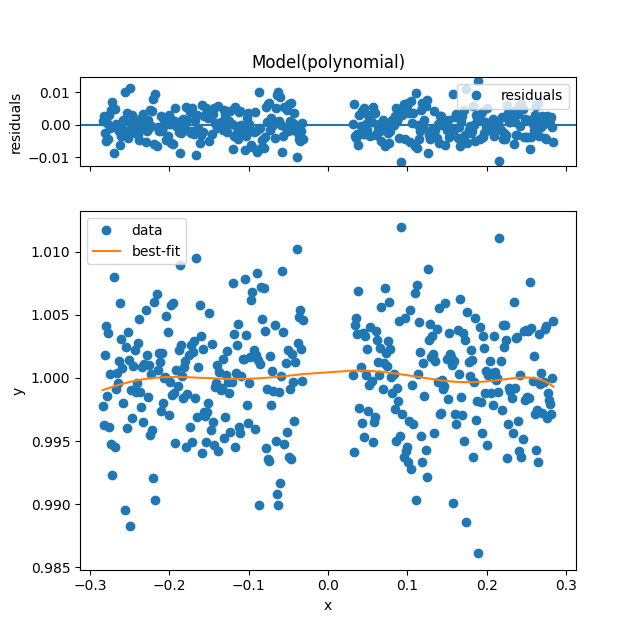 Model(polynomial)
0.01
0.00
−0.01
residuals
residuals
data
best-fit
1.010
1.005
1.000
0.995
0.990
0.985
y
−0.3 −0.2 −0.1 0.0 0.1 0.2 0.3
x